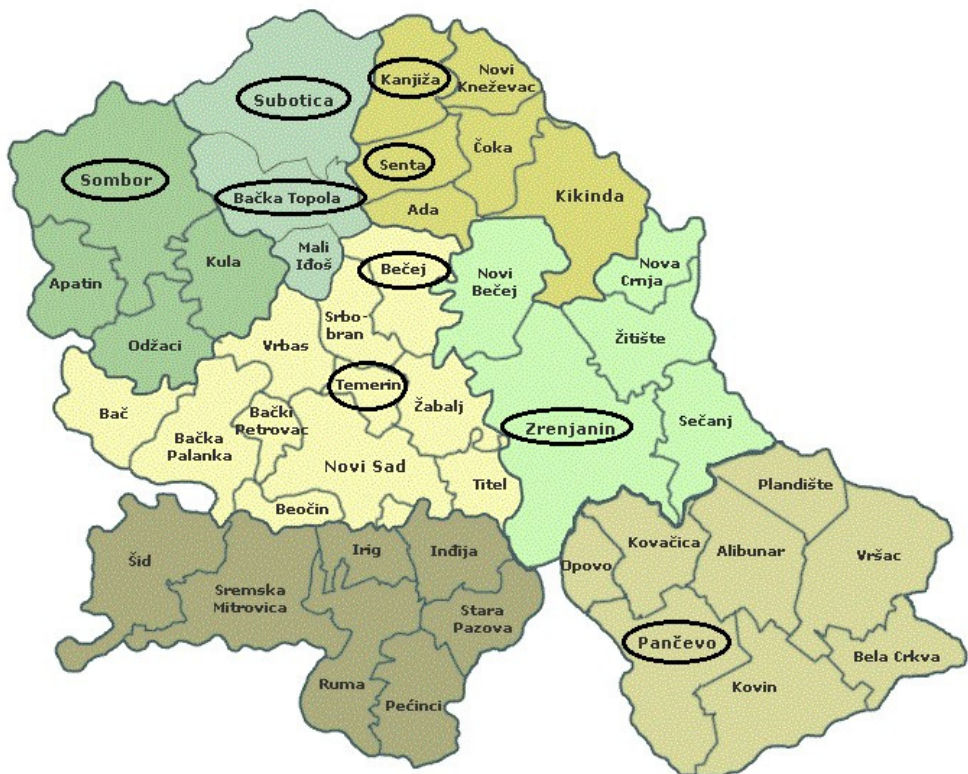 Novi
Kneževac
Kanjiža
Subotica
Čoka
Senta
Sombor
Kikinda
Bačka Topola
Ada
Mali
Iđoš
Kula
Bečej
Novi
Bečej
Nova
Crnja
Apatin
Srbo-
bran
Odžaci
Vrbas
Žitište
Temerin
Bač
Bački
Petrovac
Žabalj
Sečanj
Zrenjanin
Bačka
Palanka
Novi Sad
Titel
Plandište
Beočin
Kovačica
Alibunar
Vršac
Šid
Irig
Inđija
Opovo
Sremska
Mitrovica
Stara
Pazova
Pančevo
Bela Crkva
Ruma
Kovin
Pećinci